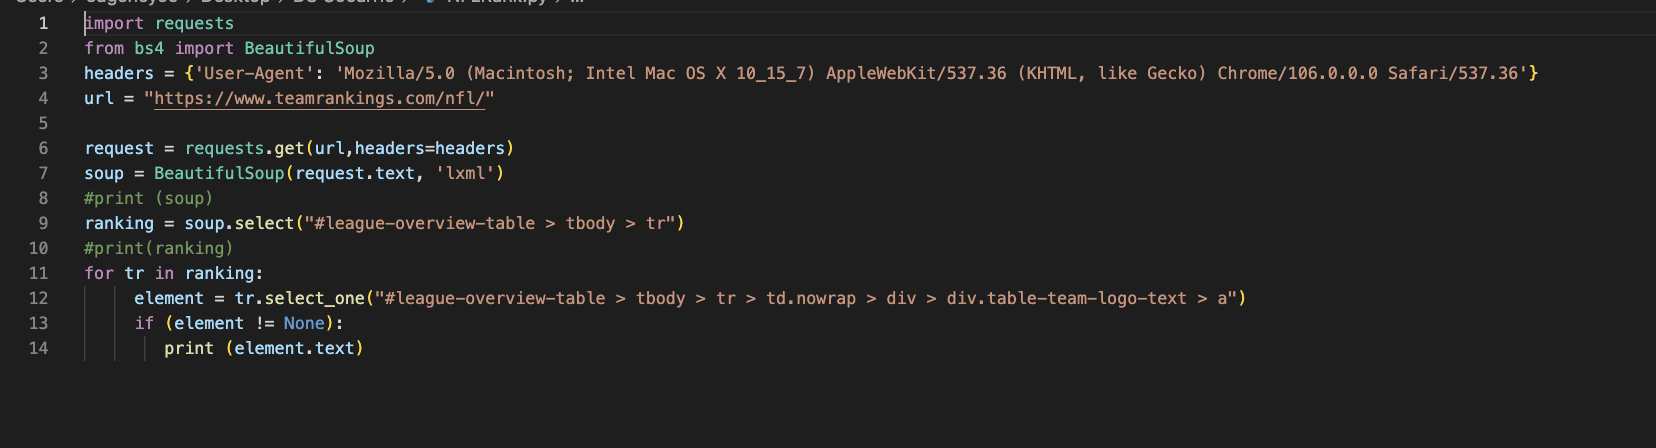 1 import requests
2 from bs4 import BeautifulSoup
3 headers = {'User-Agent': 'Mozilla/5.0 (Macintosh; Intel Mac OS X 10_15_7) AppleWebKit/537.36 (KHTML, like Gecko) Chrome/106.0.0.0 Safari/537.36'}
4 url = "https://www.teamrankings.com/nfl/"
5
6 request = requests.get(url,headers=headers)
7 soup = BeautifulSoup(request.text, 'lxml')
8 #print (soup)
9 ranking = soup.select("#league-overview-table > tbody > tr")
10 #print(ranking)
11 for tr in ranking:
12 element = tr.select_one("#league-overview-table > tbody > tr > td.nowrap > div > div.table-team-logo-text > a")
13 if (element != None):
14 print (element.text)